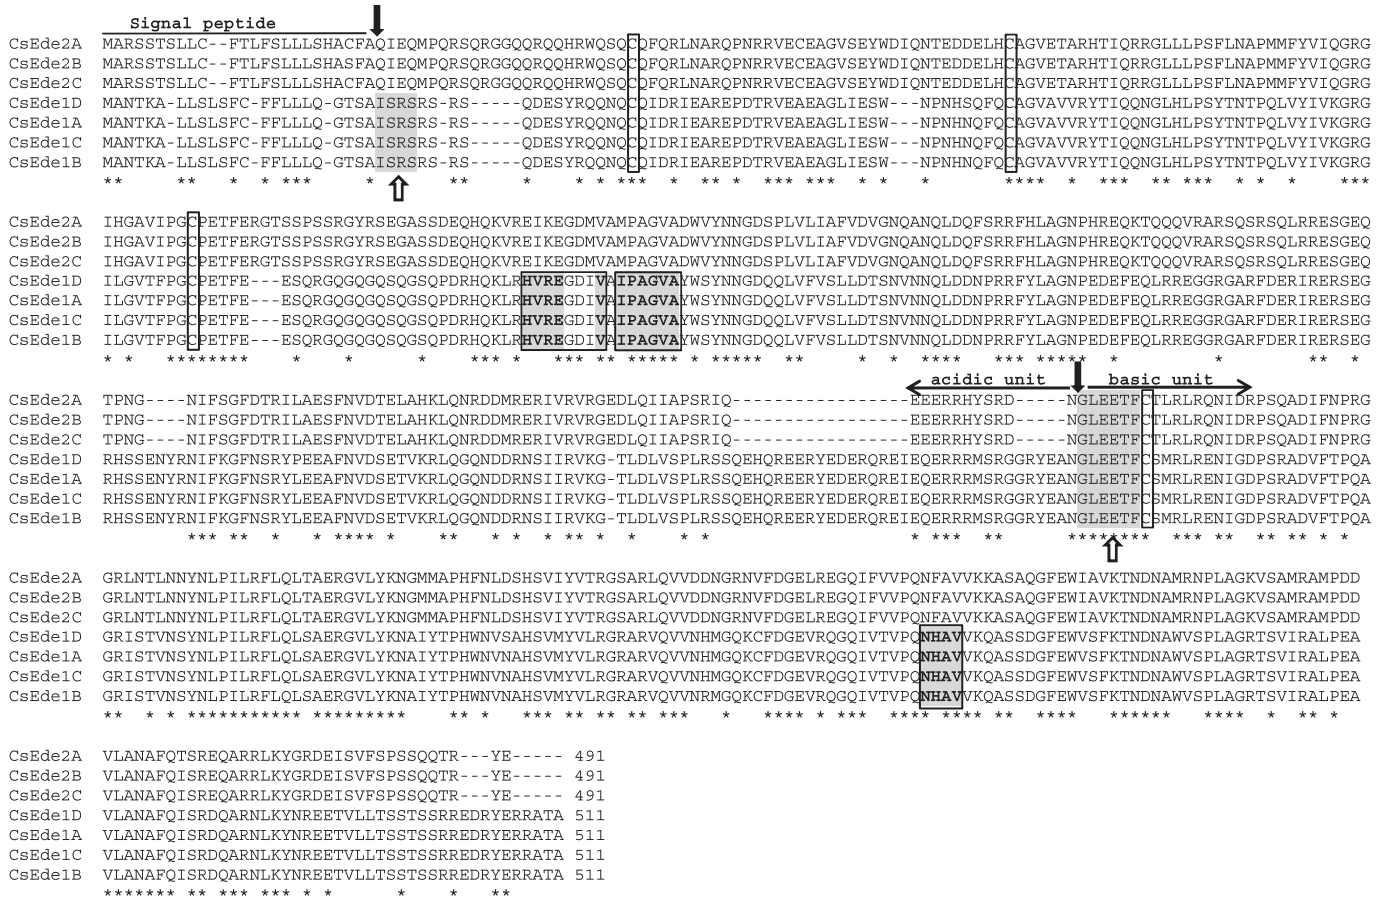 Signal peptide
CsEde2A MARSSTSLLC--FTLFSLLLSHACFAQIEQMPQRSQRGGQQRQQHRWQSQCQFQRLNARQPNRRVECEAGVSEYWDIQNTEDDELHCAGVETARHTIQRRGLLLPSFLNAPMMFYVIQGRG
CsEde2B MARSSTSLLC--FTLFSLLLSHASFAQIEQMPQRSQRGGQQRQQHRWQSQCQFQRLNARQPNRRVECEAGVSEYWDIQNTEDDELHCAGVETARHTIQRRGLLLPSFLNAPMMFYVIQGRG
CsEde2C MARSSTSLLC--FTLFSLLLSHACFAQIEQMPQRSQRGGQQRQQHRWQSQCQFQRLNARQPNRRVECEAGVSEYWDIQNTEDDELHCAGVETARHTIQRRGLLLPSFLNAPMMFYVIQGRG
CsEde1D MANTKA-LLSLSFC-FFLLLQ-GTSAISRSRS-RS-----QDESYRQQNQCQIDRIEAREPDTRVEAEAGLIESW---NPNHSQFQCAGVAVVRYTIQQNGLHLPSYTNTPQLVYIVKGRG
CsEde1A MANTKA-LLSLSFC-FFLLLQ-GTSAISRSRS-RS-----QDESYRQQNQCQIDRIEAREPDTRVEAEAGLIESW---NPNHNQFQCAGVAVVRYTIQQNGLHLPSYTNTPQLVYIVKGRG
CsEde1C MANTKA-LLSLSFC-FFLLLQ-GTSAISRSRS-RS-----QDESYRQQNQCQIDRIEAREPDTRVEAEAGLIESW---NPNHNQFQCAGVAVVRYTIQQNGLHLPSYTNTPQLVYIVKGRG
CsEde1B MANTKA-LLSLSFC-FFLLLQ-GTSAISRSRS-RS-----QDESYRQQNQCQIDRIEAREPDTRVEAEAGLIESW---NPNHNQFQCAGVAVVRYTIQQNGLHLPSYTNTPQLVYIVKGRG
CsEde2A IHGAVIPGCPETFERGTSSPSSRGYRSEGASSDEQHQKVREIKEGDMVAMPAGVADWVYNNGDSPLVLIAFVDVGNQANQLDQFSRRFHLAGNPHREQKTQQQVRARSQSRSQLRRESGEQ
CsEde2B IHGAVIPGCPETFERGTSSPSSRGYRSEGASSDEQHQKVREIKEGDMVAMPAGVADWVYNNGDSPLVLIAFVDVGNQANQLDQFSRRFHLAGNPHREQKTQQQVRARSQSRSQLRRESGEQ
CsEde2C IHGAVIPGCPETFERGTSSPSSRGYRSEGASSDEQHQKVREIKEGDMVAMPAGVADWVYNNGDSPLVLIAFVDVGNQANQLDQFSRRFHLAGNPHREQKTQQQVRARSQSRSQLRRESGEQ
CsEde1D ILGVTFPGCPETFE---ESQRGQGQGQSQGSQPDRHQKLRHVREGDIVAIPAGVAYWSYNNGDQQLVFVSLLDTSNVNNQLDNPRRFYLAGNPEDEFEQLRREGGRGARFDERIRERSEG
CsEde1A ILGVTFPGCPETFE---ESQRGQGQGQSQGSQPDRHQKLRHVREGDIVAIPAGVAYWSYNNGDQQLVFVSLLDTSNVNNQLDNPRRFYLAGNPEDEFEQLRREGGRGARFDERIRERSEG
CsEde1C ILGVTFPGCPETFE---ESQRGQGQGQSQGSQPDRHQKLRHVREGDIVAIPAGVAYWSYNNGDQQLVFVSLLDTSNVNNQLDNPRRFYLAGNPEDEFEQLRREGGRGARFDERIRERSEG
CsEde1B ILGVTFPGCPETFE---ESQRGQGQGQSQGSQPDRHQKLRHVREGDIVAIPAGVAYWSYNNGDQQLVFVSLLDTSNVNNQLDNPRRFYLAGNPEDEFEQLRREGGRGARFDERIRERSEG
acidic unit basic unit
CsEde2A TPNG----NIFSGFDTRILAESFNVDTELAHKLQNRDDMRERIVRVRGEDLQIIAPSRIQ-----------------EEERRHYSRD-----NGLEETFCTLRLRQNIDRPSQADIFNPRG
CsEde2B TPNG----NIFSGFDTRILAESFNVDTELAHKLQNRDDMRERIVRVRGEDLQIIAPSRIQ-----------------EEERRHYSRD-----NGLEETFCTLRLRQNIDRPSQADIFNPRG
CsEde2C TPNG----NIFSGFDTRILAESFNVDTELAHKLQNRDDMRERIVRVRGEDLQIIAPSRIQ-----------------EEERRHYSRD-----NGLEETFCTLRLRQNIDRPSQADIFNPRG
CsEde1D RHSSENYRNIFKGFNSRYPEEAFNVDSETVKRLQGQNDDRNSIIRVKG-TLDLVSPLRSSQEHQREERYEDERQREIEQERRRMSRGGRYEANGLEETFCSMRLRENIGDPSRADVFTPQA
CsEde1A RHSSENYRNIFKGFNSRYLEEAFNVDSETVKRLQGQNDDRNSIIRVKG-TLDLVSPLRSSQEHQREERYEDERQREIEQERRRMSRGGRYEANGLEETFCSMRLRENIGDPSRADVFTPQA
CsEde1C RHSSENYRNIFKGFNSRYLEEAFNVDSETVKRLQGQNDDRNSIIRVKG-TLDLVSPLRSSQEHQREERYEDERQREIEQERRRMSRGGRYEANGLEETFCSMRLRENIGDPSRADVFTPQA
CsEde1B RHSSENYRNIFKGFNSRYLEEAFNVDSETVKRLQGQNDDRNSIIRVKG-TLDLVSPLRSSQEHQREERYEDERQREIEQERRRMSRGGRYEANGLEETFCSMRLRENIGDPSRADVFTPQA
CsEde2A GRLNTLNNYNLPILRFLQLTAERGVLYKNGMMAPHFNLDSHSVIYVTRGSARLQVVDDNGRNVFDGELREGQIFVVPQNFAVVKKASAQGFEWIAVKTNDNAMRNPLAGKVSAMRAMPDD
CsEde2B GRLNTLNNYNLPILRFLQLTAERGVLYKNGMMAPHFNLDSHSVIYVTRGSARLQVVDDNGRNVFDGELREGQIFVVPQNFAVVKKASAQGFEWIAVKTNDNAMRNPLAGKVSAMRAMPDD
CsEde2C GRLNTLNNYNLPILRFLQLTAERGVLYKNGMMAPHFNLDSHSVIYVTRGSARLQVVDDNGRNVFDGELREGQIFVVPQNFAVVKKASAQGFEWIAVKTNDNAMRNPLAGKVSAMRAMPDD
CsEde1D GRISTVNSYNLPILRFLQLSAERGVLYKNAIYTPHWNVSAHSVMYVLRGRARVQVVNHMGQKCFDGEVRQGQIVTVPQNHAVVKQASSDGFEWVSFKTNDNAWVSPLAGRTSVIRALPEA
CsEde1A GRISTVNSYNLPILRFLQLSAERGVLYKNAIYTPHWNVNAHSVMYVLRGRARVQVVNHMGQKCFDGEVRQGQIVTVPQNHAVVKQASSDGFEWVSFKTNDNAWVSPLAGRTSVIRALPEA
CsEde1C GRISTVNSYNLPILRFLQLSAERGVLYKNAIYTPHWNVNAHSVMYVLRGRARVQVVNHMGQKCFDGEVRQGQIVTVPQNHAVVKQASSDGFEWVSFKTNDNAWVSPLAGRTSVIRALPEA
CsEde1B GRISTVNSYNLPILRFLQLSAERGVLYKNAIYTPHWNVNAHSVMYVLRGRARVQVVNRMGQKCFDGEVRQGQIVTVPQNHAVVKQASSDGFEWVSFKTNDNAWVSPLAGRTSVIRALPEA
CsEde2A VLANAFQTSREQARRLKYGRDEISVFSPSSQQTR---YE----- 491
CsEde2B VLANAFQISREQARRLKYGRDEISVFSPSSQQTR---YE----- 491
CsEde2C VLANAFQISREQARRLKYGRDEISVFSPSSQQTR---YE----- 491
CsEde1D VLANAFQISRDQARNLKYNREETVLLTSSTSSRREDRYERRATA 511
CsEde1A VLANAFQISRDQARNLKYNREETVLLTSSTSSRREDRYERRATA 511
CsEde1C VLANAFQISRDQARNLKYNREETVLLTSSTSSRREDRYERRATA 511
CsEde1B VLANAFQISRDQARNLKYNREETVLLTSSTSSRREDRYERRATA 511